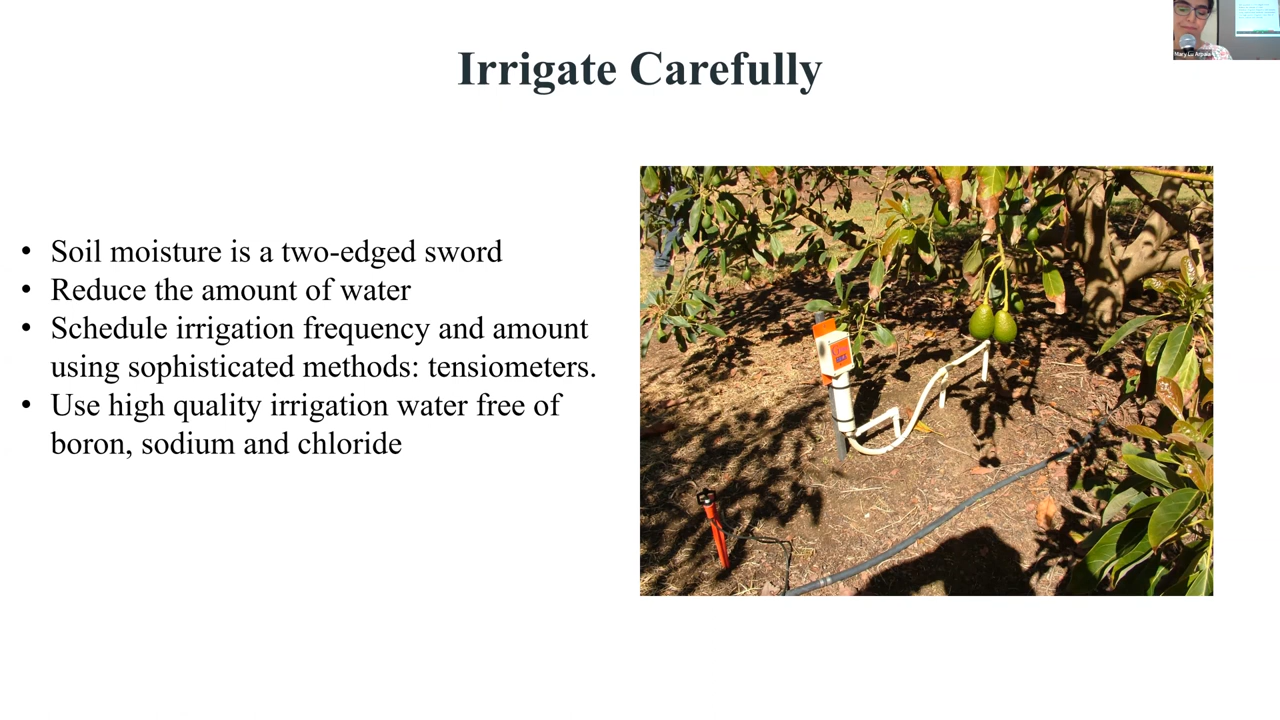 Irrigate Carefully
• Soil moisture is a two-edged sword
• Reduce the amount of water
• Schedule irrigation frequency and amount
using sophisticated methods: tensiometers.
• Use high quality irrigation water free of
boron, sodium and chloride